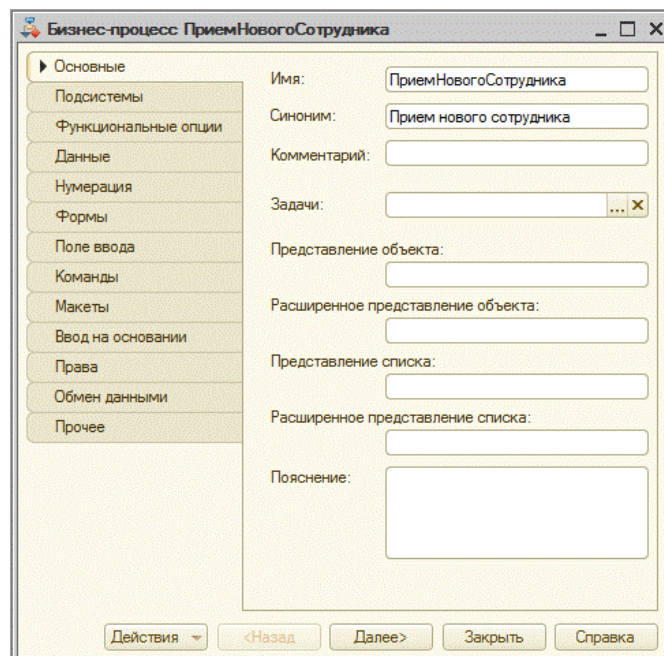 Бизнес-процесс ПриемНовогоСотрудника
Основные
Подсистемы
Функциональные опции
Данные
Нумерация
Формы
Поле ввода
Команды
Макеты
Ввод на основании
Права
Обмен данными
Прочее
Имя: ПриемНовогоСотрудника
Синоним: Прием нового сотрудника
Комментарий:
Задачи: ...
Представление объекта:
Расширенное представление объекта:
Представление списка:
Расширенное представление списка:
Пояснение:
Действия <Назад Далее> Закрыть Справка